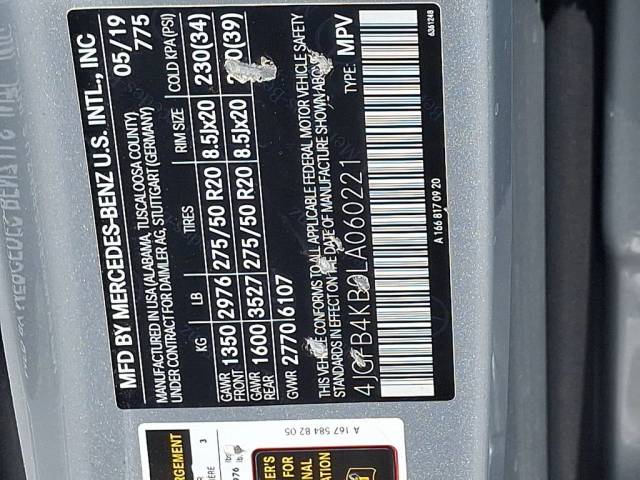 MFD BY MERCEDES-BENZ U.S. INTL., INC
05/19
775
MANUFACTURED IN USA (ALABAMA, TUSCALOOSA COUNTY)
UNDER CONTRACT FOR DAIMLER AG, STUTTGART (GERMANY)
KG LB TIRES RIM SIZE COLD KPA (PSI)
GAWR FRONT 1350 2976 275/50 R20 8.5Jx20 230(34)
GAWR REAR 1600 3527 275/50 R20 8.5Jx20 (39)
GVWR 2770 6107
THIS VEHICLE CONFORMS TO ALL APPLICABLE FEDERAL MOTOR VEHICLE SAFETY
STANDARDS IN EFFECT ON THE DATE OF MANUFACTURE SHOWN ABOVE
TYPE: MPV
A 166 817 09 20
6361248
A 167 584 82 05
3